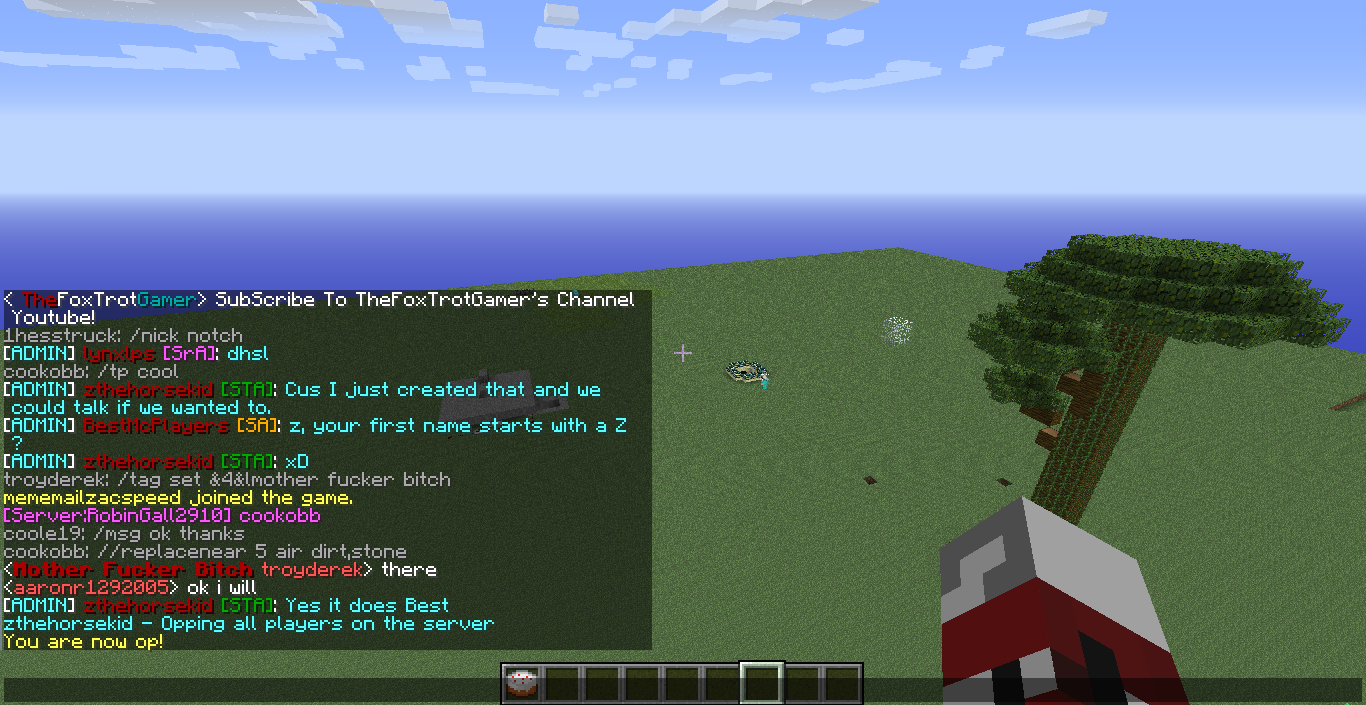 < TheFoxTrotGamer> SubScribe To TheFoxTrotGamer's Channel
Youtube!
1hesstruck: /nick notch
[ADMIN] lynxlps [SrA]: dhsl
cookobb: /tp cool
[ADMIN] zthehorsekid [STA]: Cus I just created that and we
could talk if we wanted to.
[ADMIN] BestMcPlayers [SA]: z, your first name starts with a Z
?
[ADMIN] zthehorsekid [STA]: xD
troyderek: /tag set &4&lmother fucker bitch
mememailzacspeed joined the game.
[Server:RobinGall2910] cookobb
coole19: /msg ok thanks
cookobb: //replacenear 5 air dirt,stone
<Mother Fucker Bitch troyderek> there
<aaronr1292005> ok i will
[ADMIN] zthehorsekid [STA]: Yes it does Best
zthehorsekid - Opping all players on the server
You are now op!